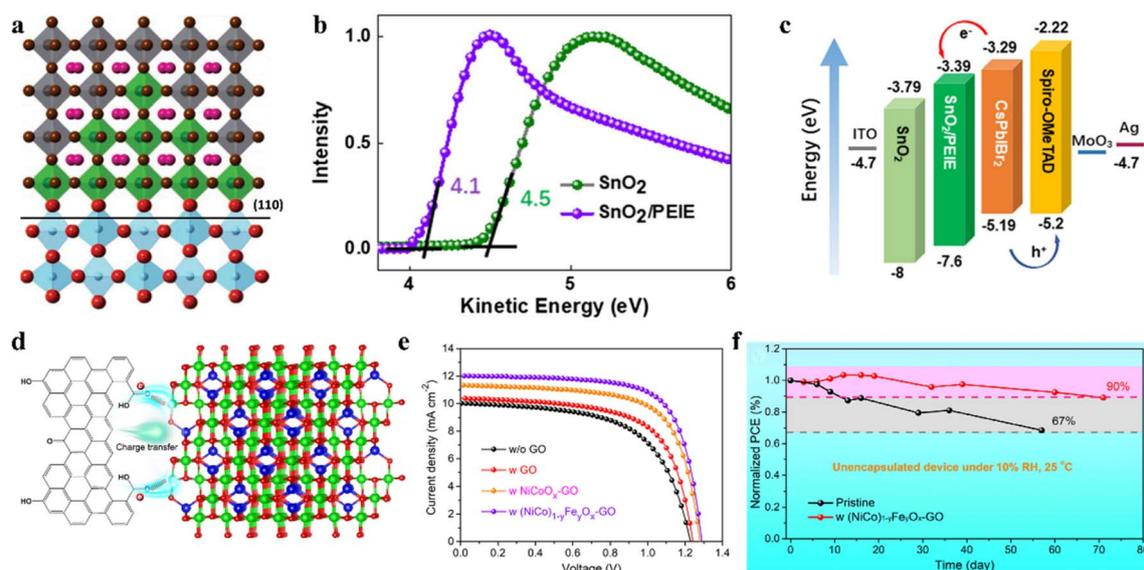 a
(110)
b
1.0
0.5
0.0
Intensity
4.1
4.5
SnO2
SnO2/PEIE
4
5
6
Kinetic Energy (eV)
c
Energy (eV)
ITO
-4.7
-3.79
SnO2
-8
e-
-3.39
SnO2/PEIE
-7.6
-3.29
CsPbIBr2
-5.19
-2.22
Spiro-OMeTAD
-5.2
h+
MoO3
Ag
-4.7
d
HO
HO
Charge transfer
O
HO
HO
e
14
12
10
8
6
4
2
0
Current density (mA cm-2)
w/o GO
w GO
w NiCoOx-GO
w (NiCo)1-yFeyOx-GO
0.0 0.2 0.4 0.6 0.8 1.0 1.2 1.4
Voltage (V)
f
1.2
1.0
0.8
0.6
0.4
0.2
0.0
Normalized PCE (%)
90%
67%
Unencapsulated device under 10% RH, 25 °C
Pristine
w (NiCo)1-yFeyOx-GO
0 10 20 30 40 50 60 70 80
Time (day)